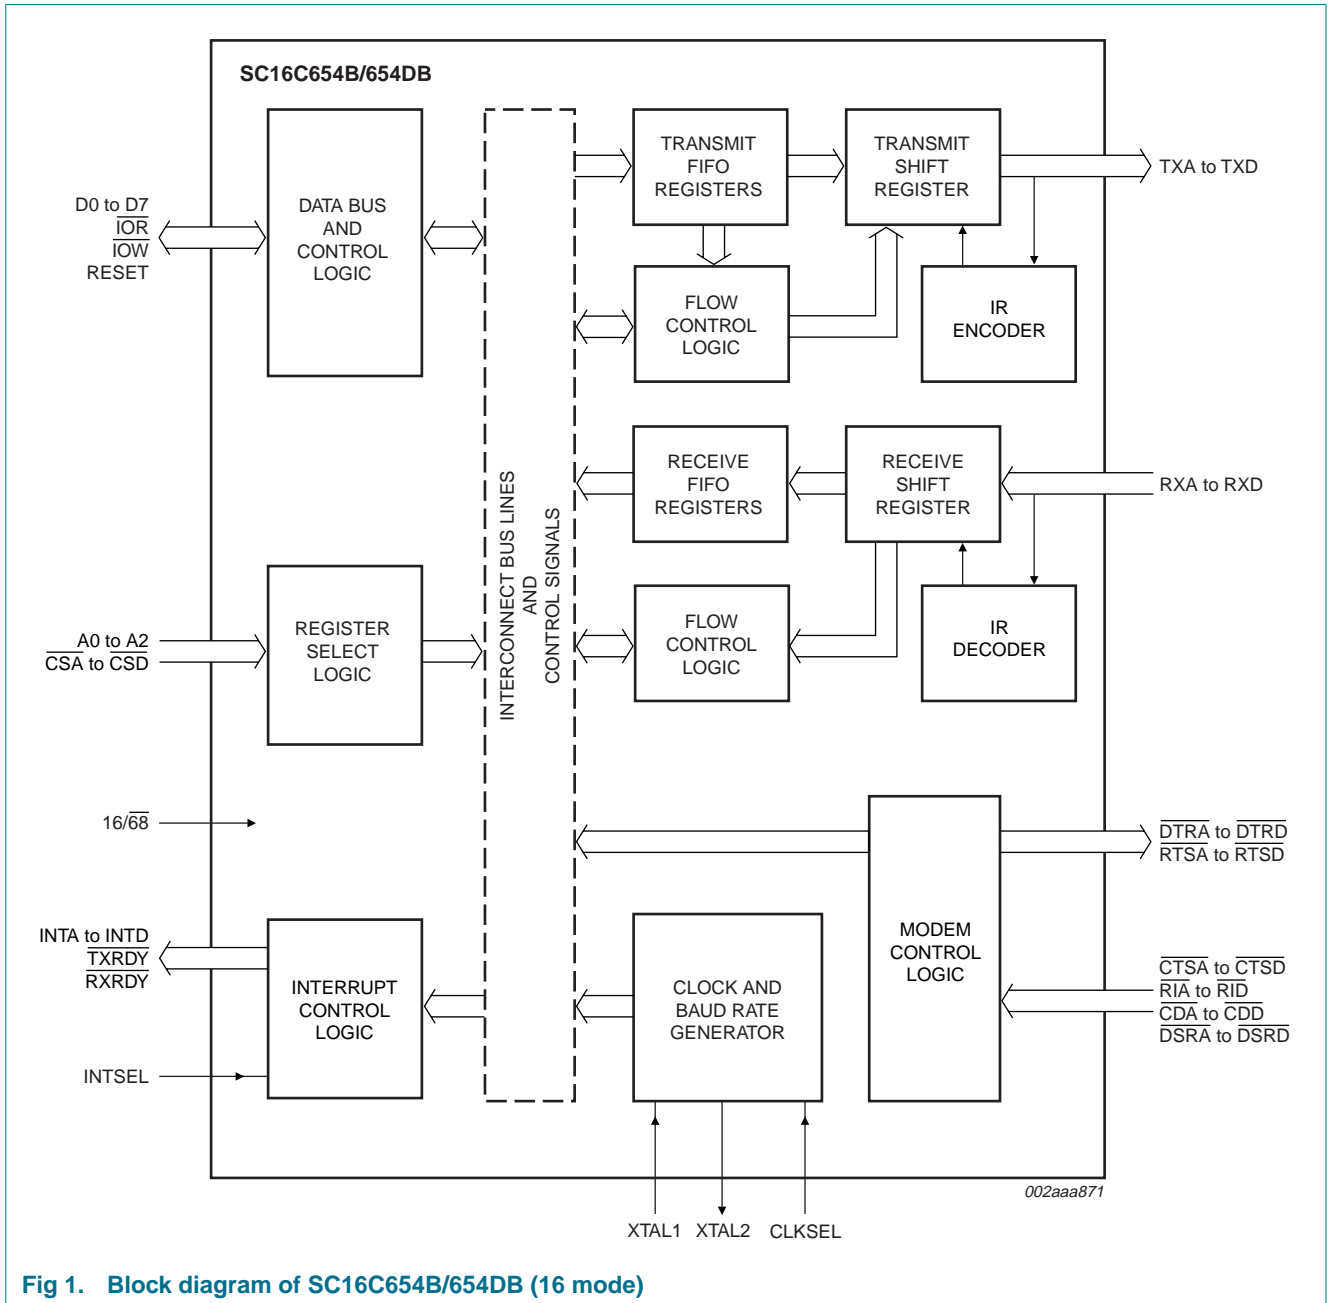 SC16C654B/654DB
D0 to D7
IOR
IOW
RESET
DATA BUS
AND
CONTROL
LOGIC
TRANSMIT
FIFO
REGISTERS
TRANSMIT
SHIFT
REGISTER
TXA to TXD
FLOW
CONTROL
LOGIC
IR
ENCODER
INTERCONNECT BUS LINES
AND
CONTROL SIGNALS
RECEIVE
FIFO
REGISTERS
RECEIVE
SHIFT
REGISTER
RXA to RXD
A0 to A2
CSA to CSD
REGISTER
SELECT
LOGIC
FLOW
CONTROL
LOGIC
IR
DECODER
16/68
DTRA to DTRD
RTSA to RTSD
INTA to INTD
TXRDY
RXRDY
INTERRUPT
CONTROL
LOGIC
CLOCK AND
BAUD RATE
GENERATOR
MODEM
CONTROL
LOGIC
CTSA to CTSD
RIA to RID
CDA to CDD
DSRA to DSRD
INTSEL
XTAL1 XTAL2 CLKSEL
002aaa871
Fig 1. Block diagram of SC16C654B/654DB (16 mode)